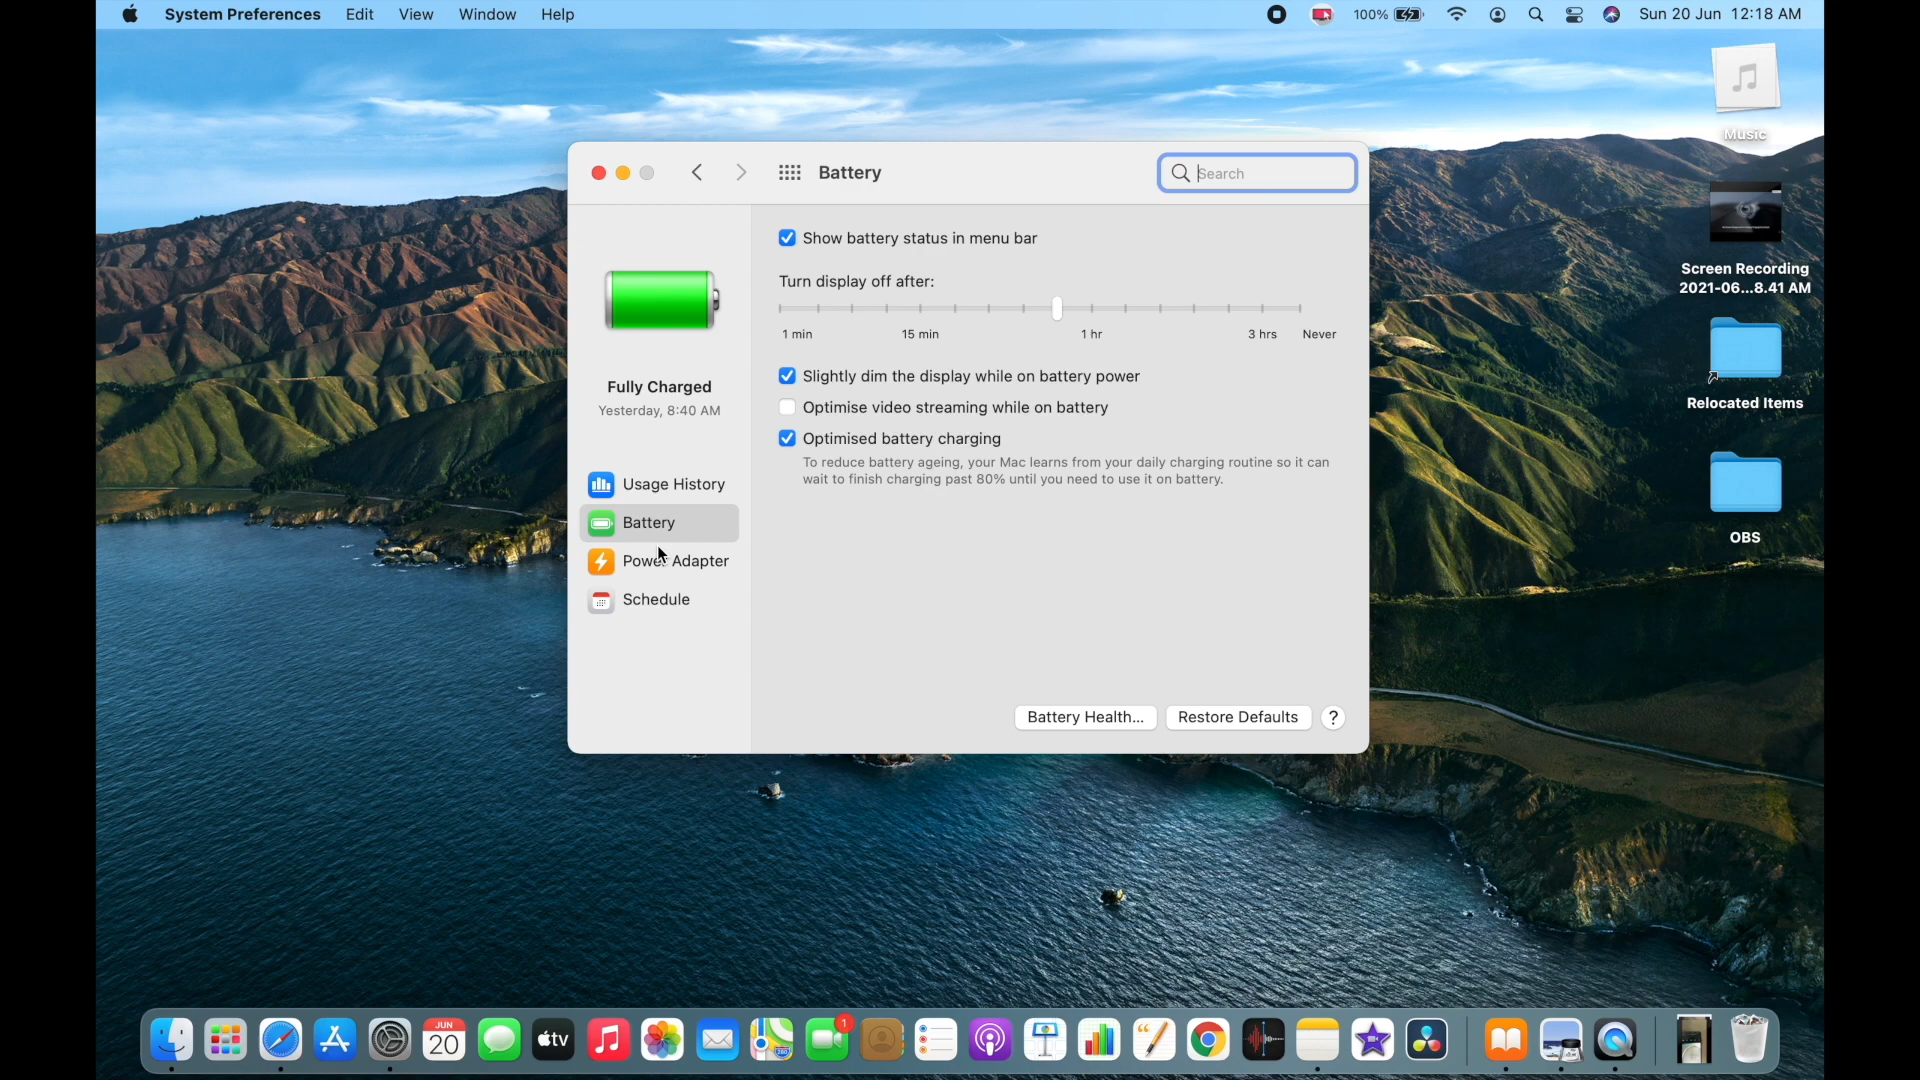 System Preferences Edit View Window Help
100%
Sun 20 Jun 12:18 AM
Music
Screen Recording
2021-06...8.41 AM
Relocated Items
OBS
Battery
Search
Fully Charged
Yesterday, 8:40 AM
Usage History
Battery
Power Adapter
Schedule
Show battery status in menu bar
Turn display off after:
1 min 15 min 1 hr 3 hrs Never
Slightly dim the display while on battery power
Optimise video streaming while on battery
Optimised battery charging
To reduce battery ageing, your Mac learns from your daily charging routine so it can
wait to finish charging past 80% until you need to use it on battery.
Battery Health... Restore Defaults ?
JUN
20
tv
1